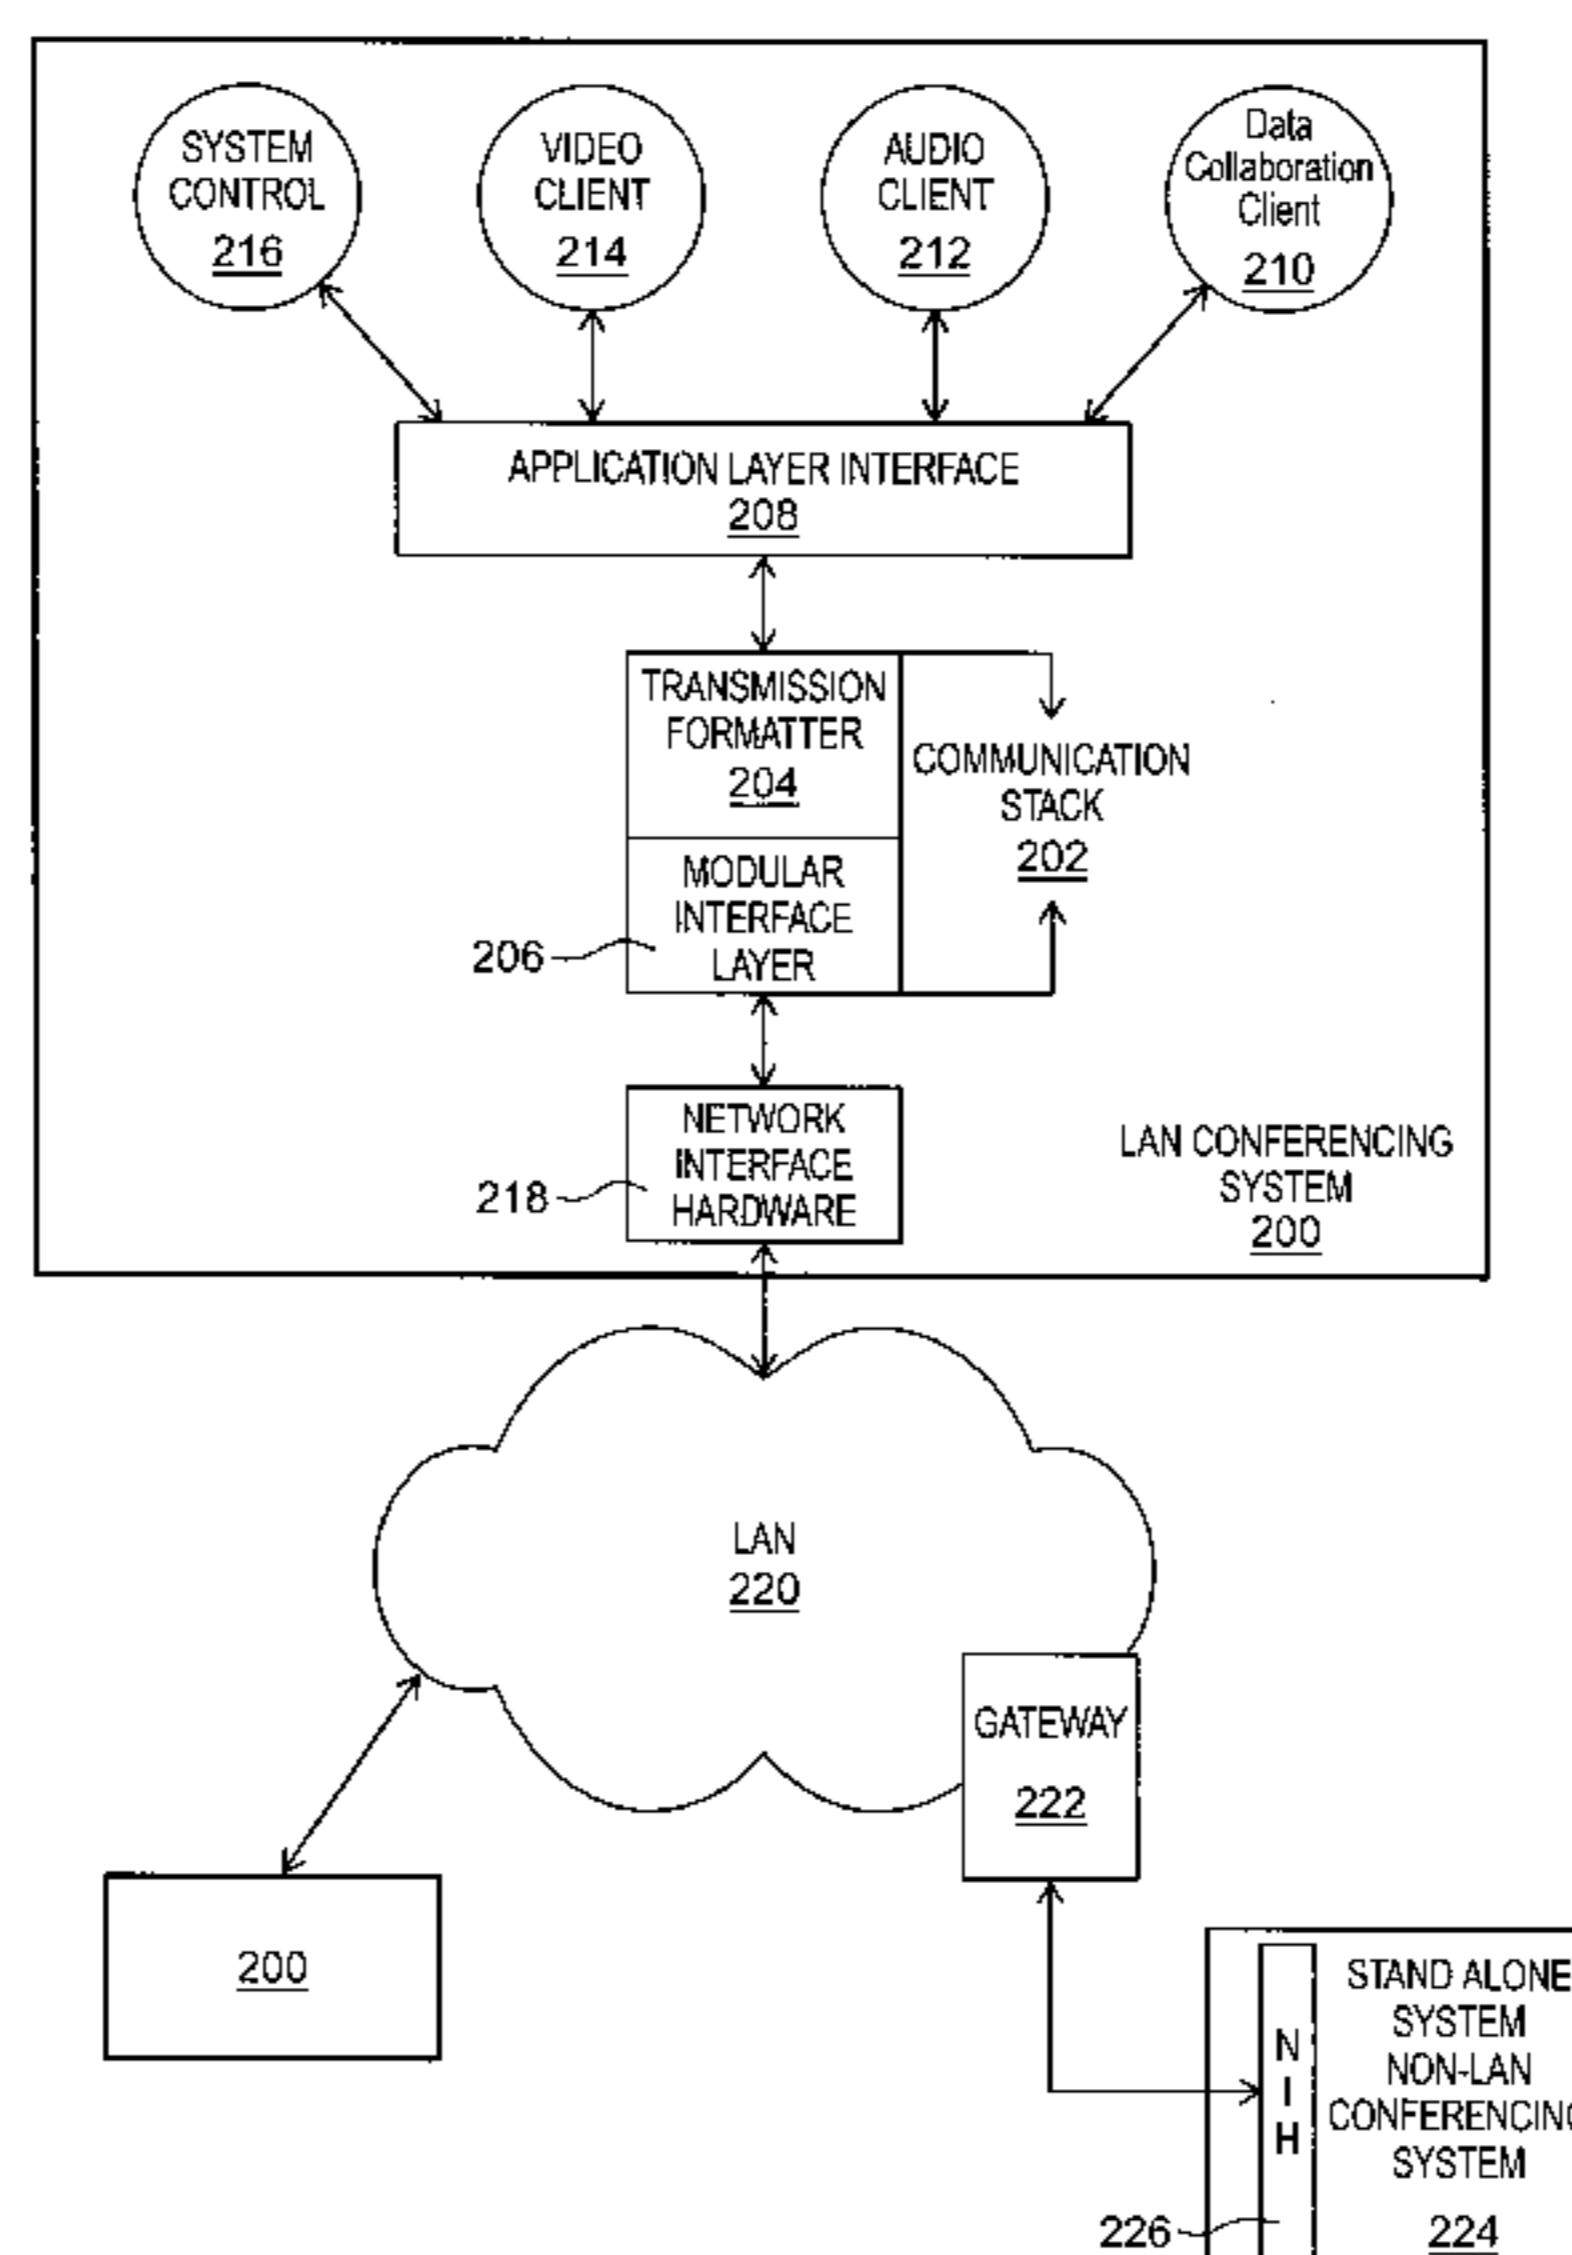 SYSTEM
CONTROL
216
VIDEO
CLIENT
214
AUDIO
CLIENT
212
Data
Collaboration
Client
210
APPLICATION LAYER INTERFACE
208
TRANSMISSION
FORMATTER
204
COMMUNICATION
STACK
202
MODULAR
INTERFACE
LAYER
206
NETWORK
INTERFACE
HARDWARE
218
LAN CONFERENCING
SYSTEM
200
LAN
220
GATEWAY
222
200
STAND ALONE
SYSTEM
NON-LAN
CONFERENCING
SYSTEM
224
N
I
H
226